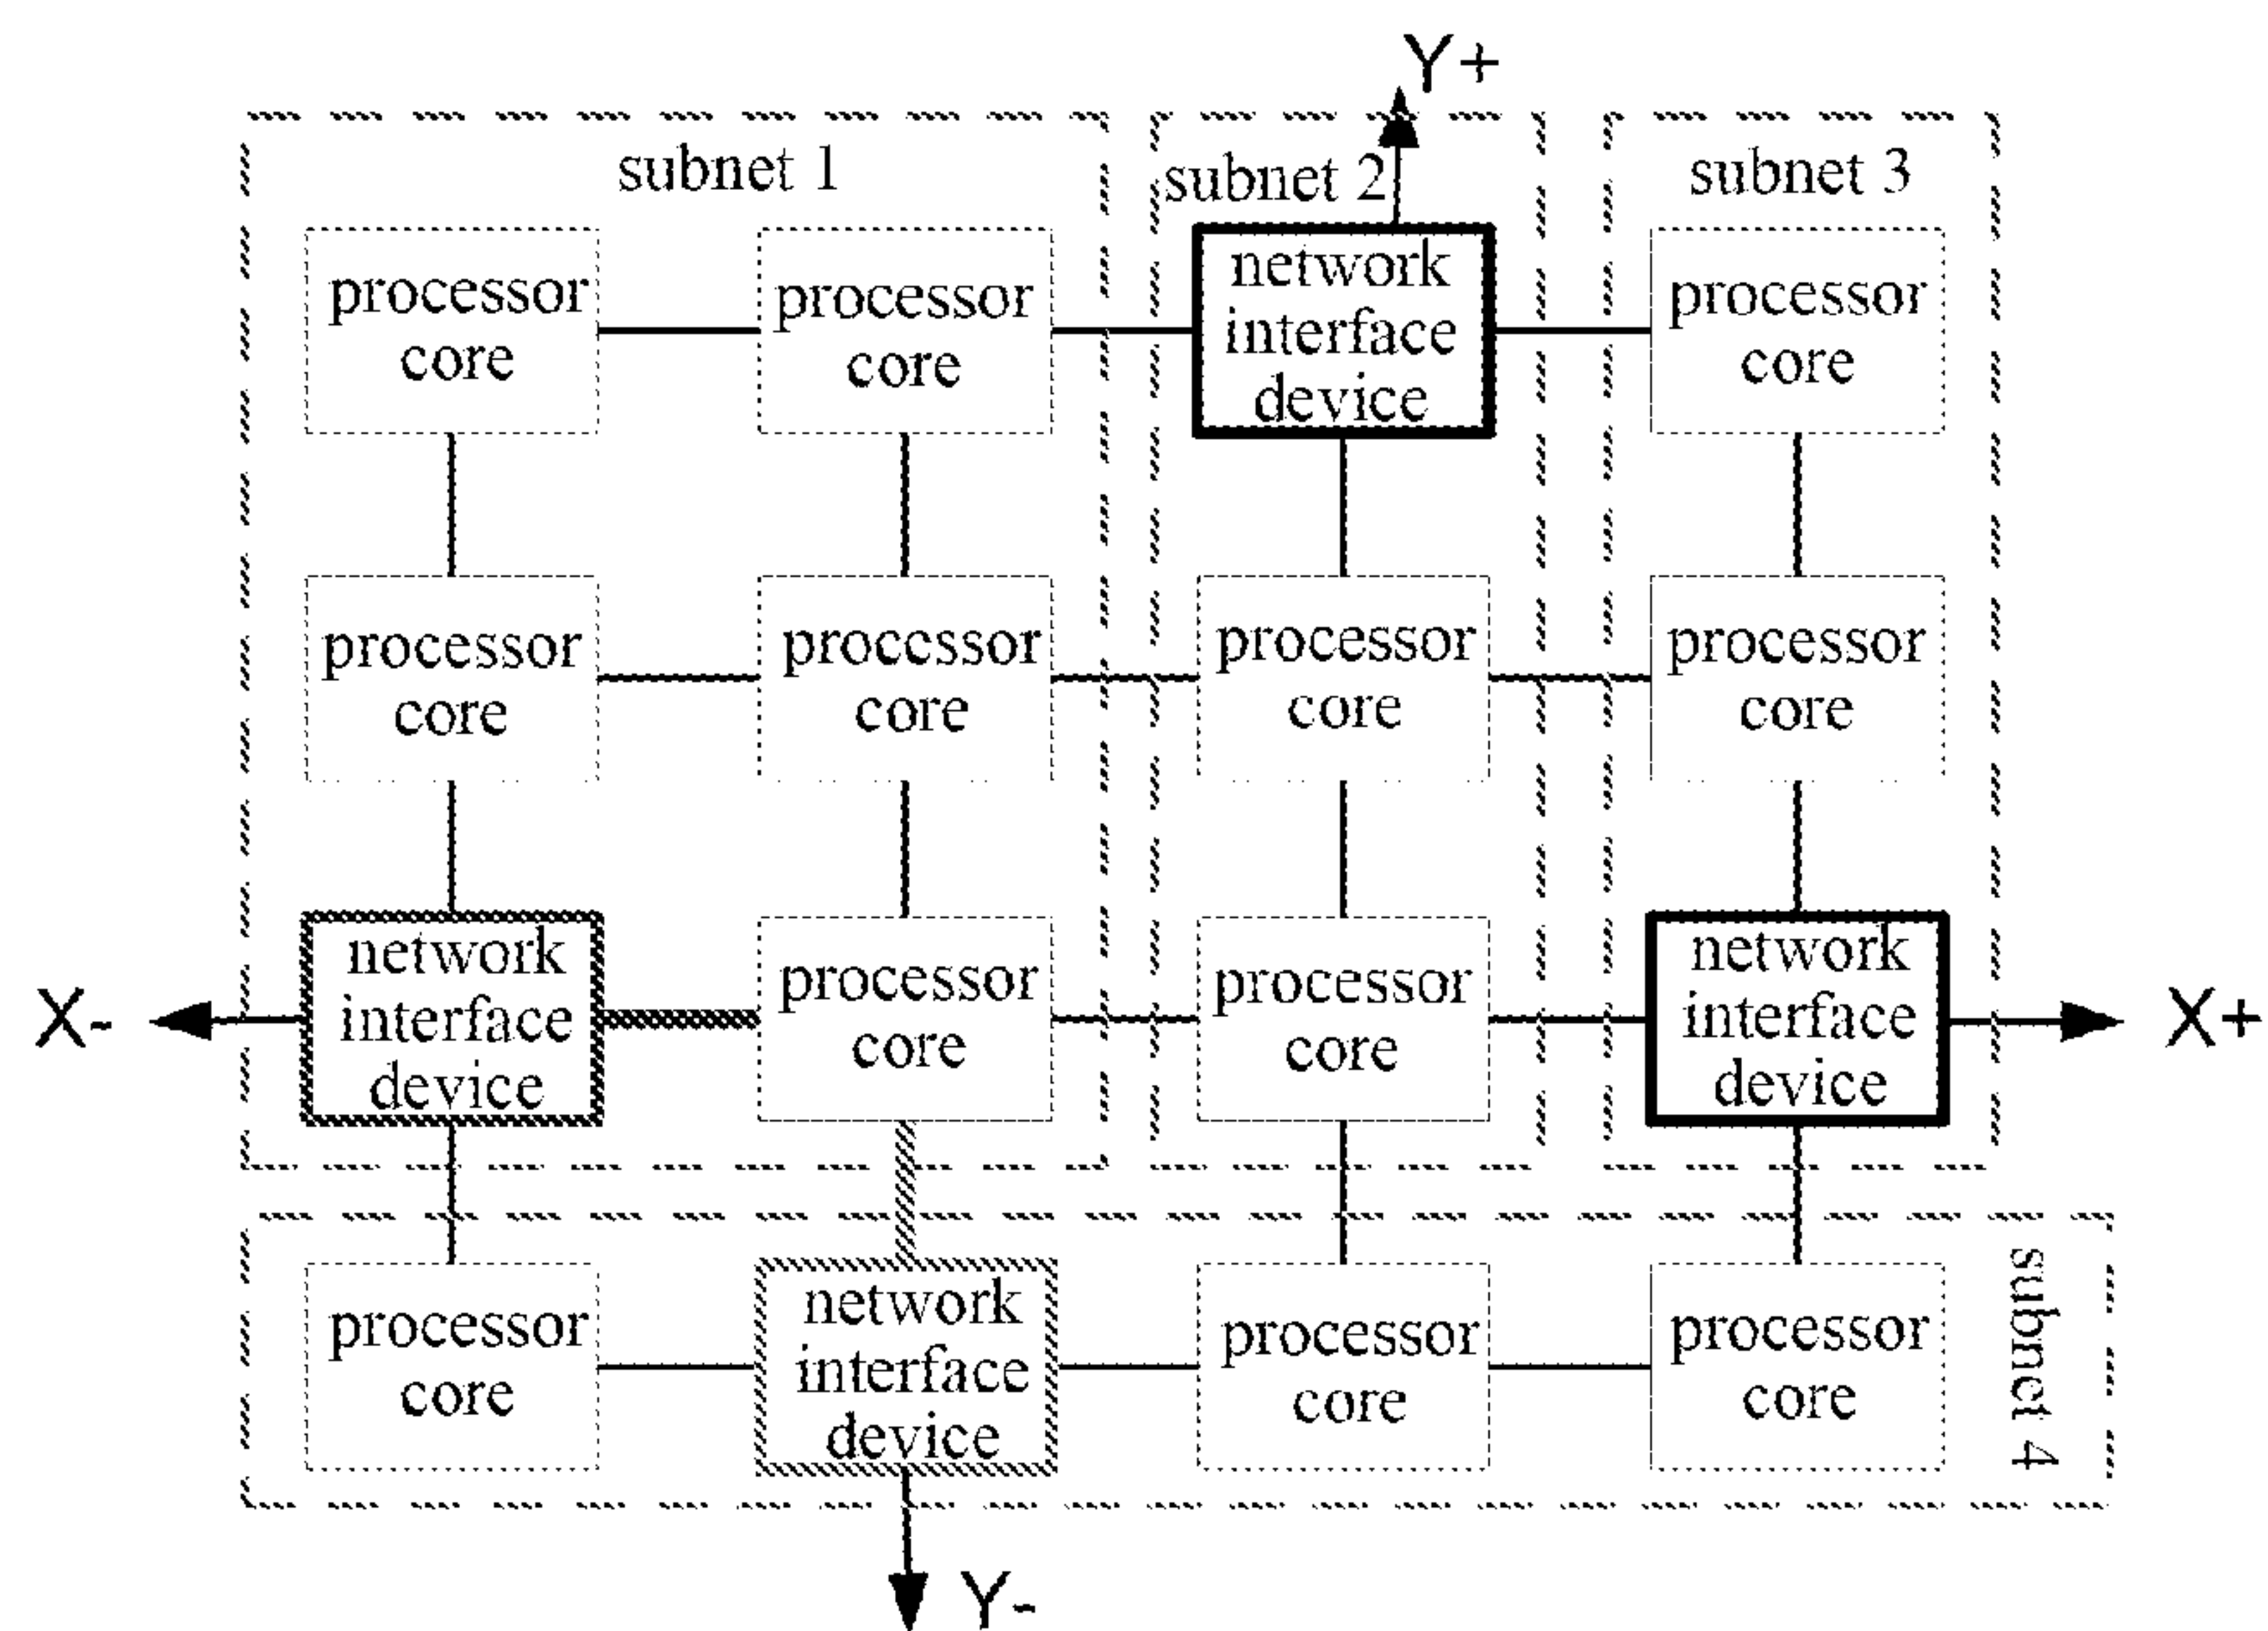 Y+
subnet 1
subnet 2
subnet 3
processor
core
processor
core
network
interface
device
processor
core
processor
core
processor
core
processor
core
processor
core
X-
network
interface
device
processor
core
processor
core
network
interface
device
X+
processor
core
network
interface
device
processor
core
processor
core
subnet 4
Y-